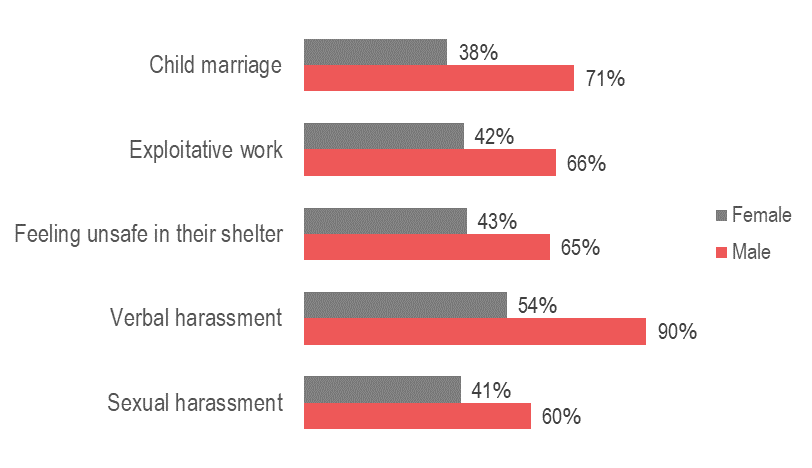 Child marriage
38%
71%
Exploitative work
42%
66%
Feeling unsafe in their shelter
43%
65%
Female
Male
Verbal harassment
54%
90%
Sexual harassment
41%
60%